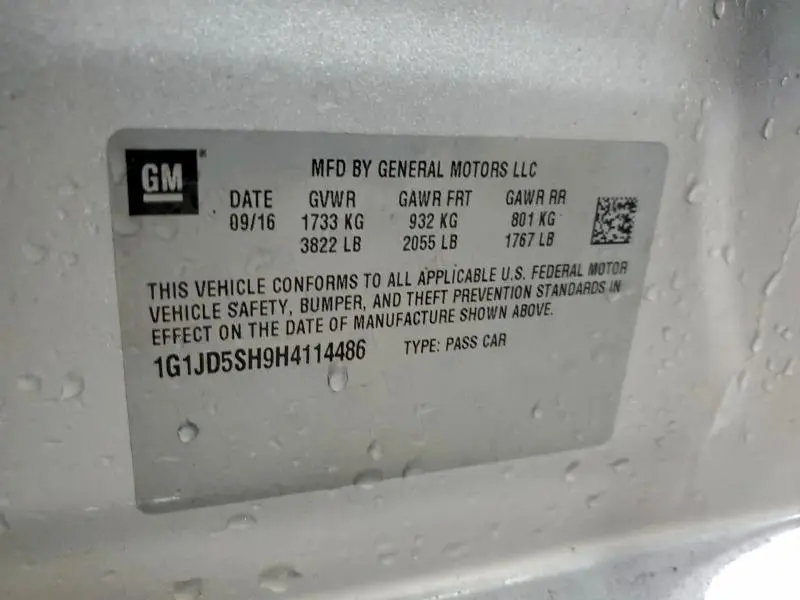 GM
MFD BY GENERAL MOTORS LLC
DATE GVWR GAWR FRT GAWR RR
09/16 1733 KG 932 KG 801 KG
3822 LB 2055 LB 1767 LB
THIS VEHICLE CONFORMS TO ALL APPLICABLE U.S. FEDERAL MOTOR
VEHICLE SAFETY, BUMPER, AND THEFT PREVENTION STANDARDS IN
EFFECT ON THE DATE OF MANUFACTURE SHOWN ABOVE.
1G1JD5SH9H4114486 TYPE: PASS CAR